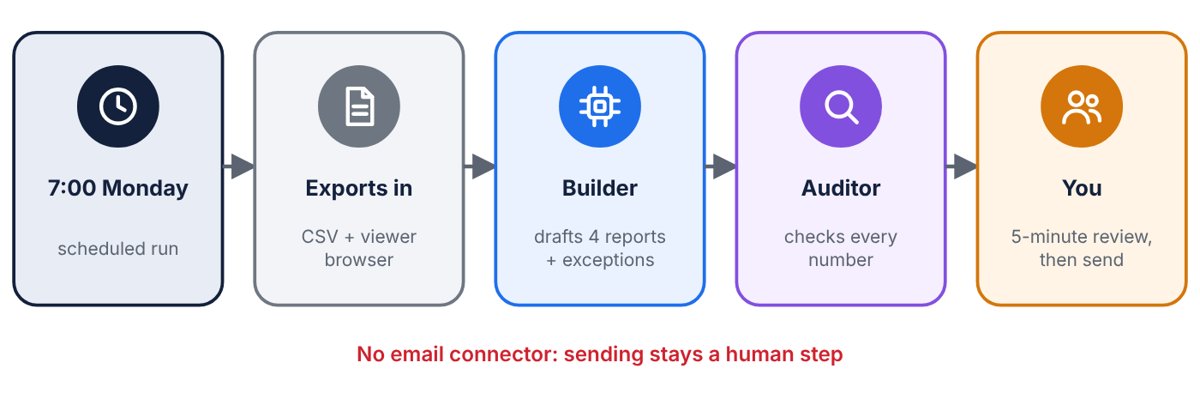 7:00 Monday
scheduled run
Exports in
CSV + viewer
browser
Builder
drafts 4 reports
+ exceptions
Auditor
checks every
number
You
5-minute review,
then send
No email connector: sending stays a human step